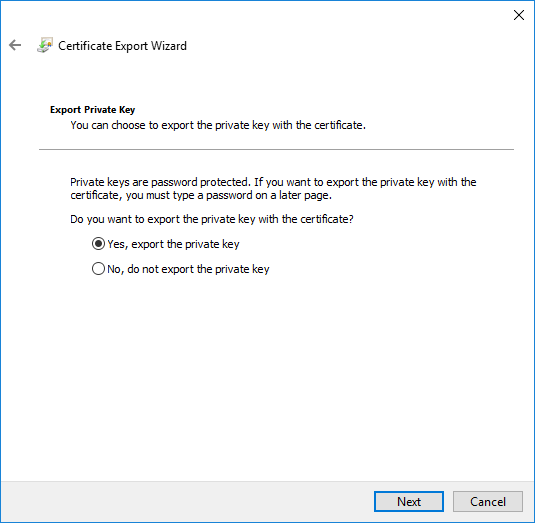 Certificate Export Wizard
Export Private Key
You can choose to export the private key with the certificate.
Private keys are password protected. If you want to export the private key with the
certificate, you must type a password on a later page.
Do you want to export the private key with the certificate?
Yes, export the private key
No, do not export the private key
Next
Cancel